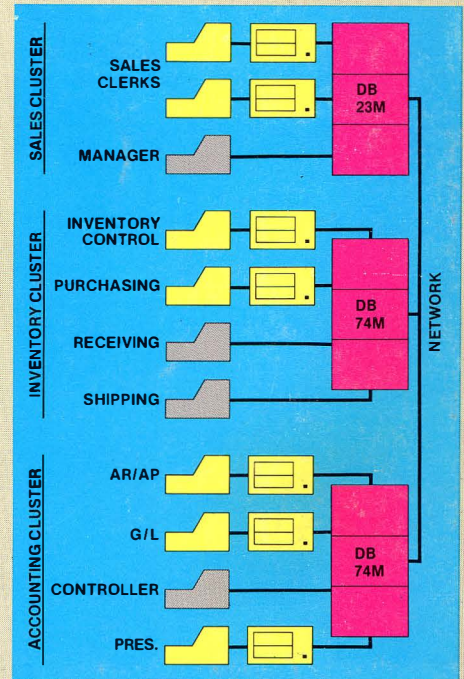 SALES CLUSTER
SALES
CLERKS
MANAGER
DB
23M
INVENTORY CLUSTER
INVENTORY
CONTROL
PURCHASING
RECEIVING
SHIPPING
DB
74M
NETWORK
ACCOUNTING CLUSTER
AR/AP
G/L
CONTROLLER
PRES.
DB
74M